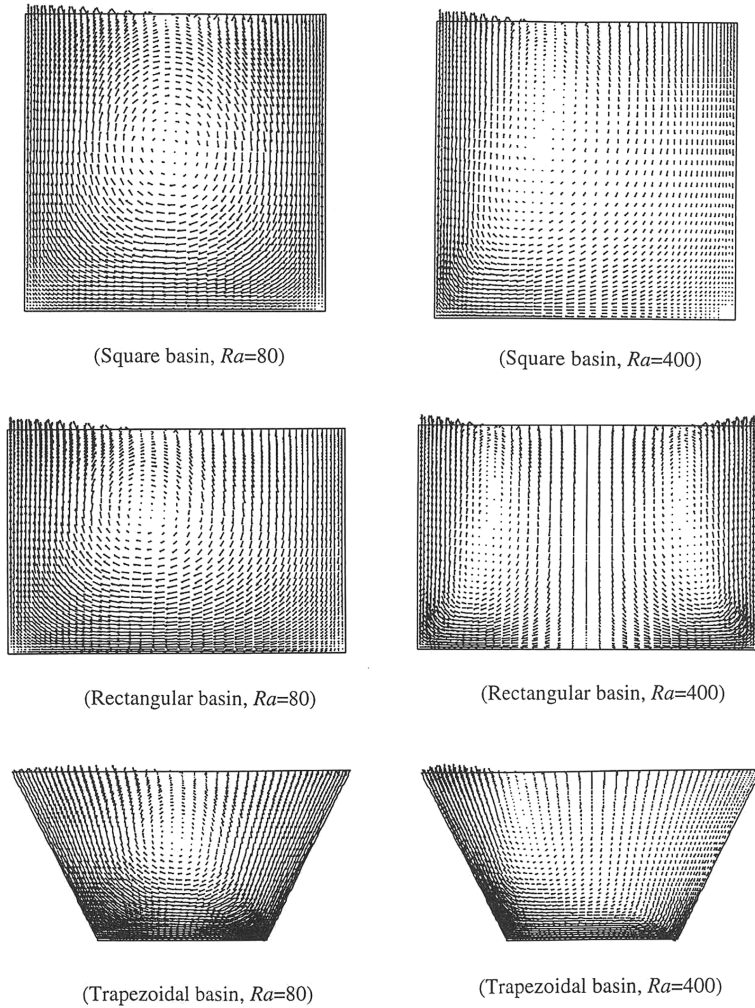 (Square basin, Ra=80)
(Square basin, Ra=400)
(Rectangular basin, Ra=80)
(Rectangular basin, Ra=400)
(Trapezoidal basin, Ra=80)
(Trapezoidal basin, Ra=400)